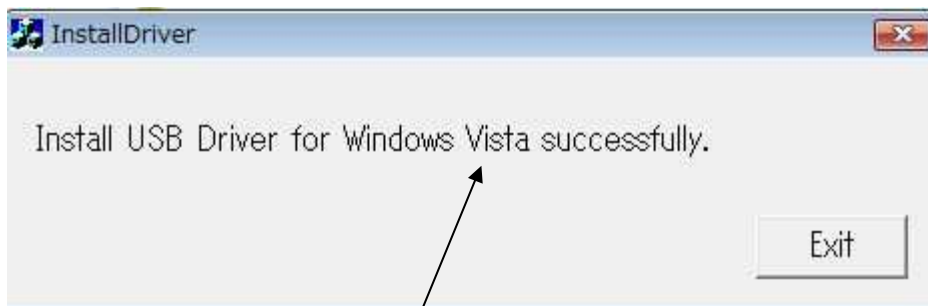 InstallDriver
Install USB Driver for Windows Vista successfully.
Exit